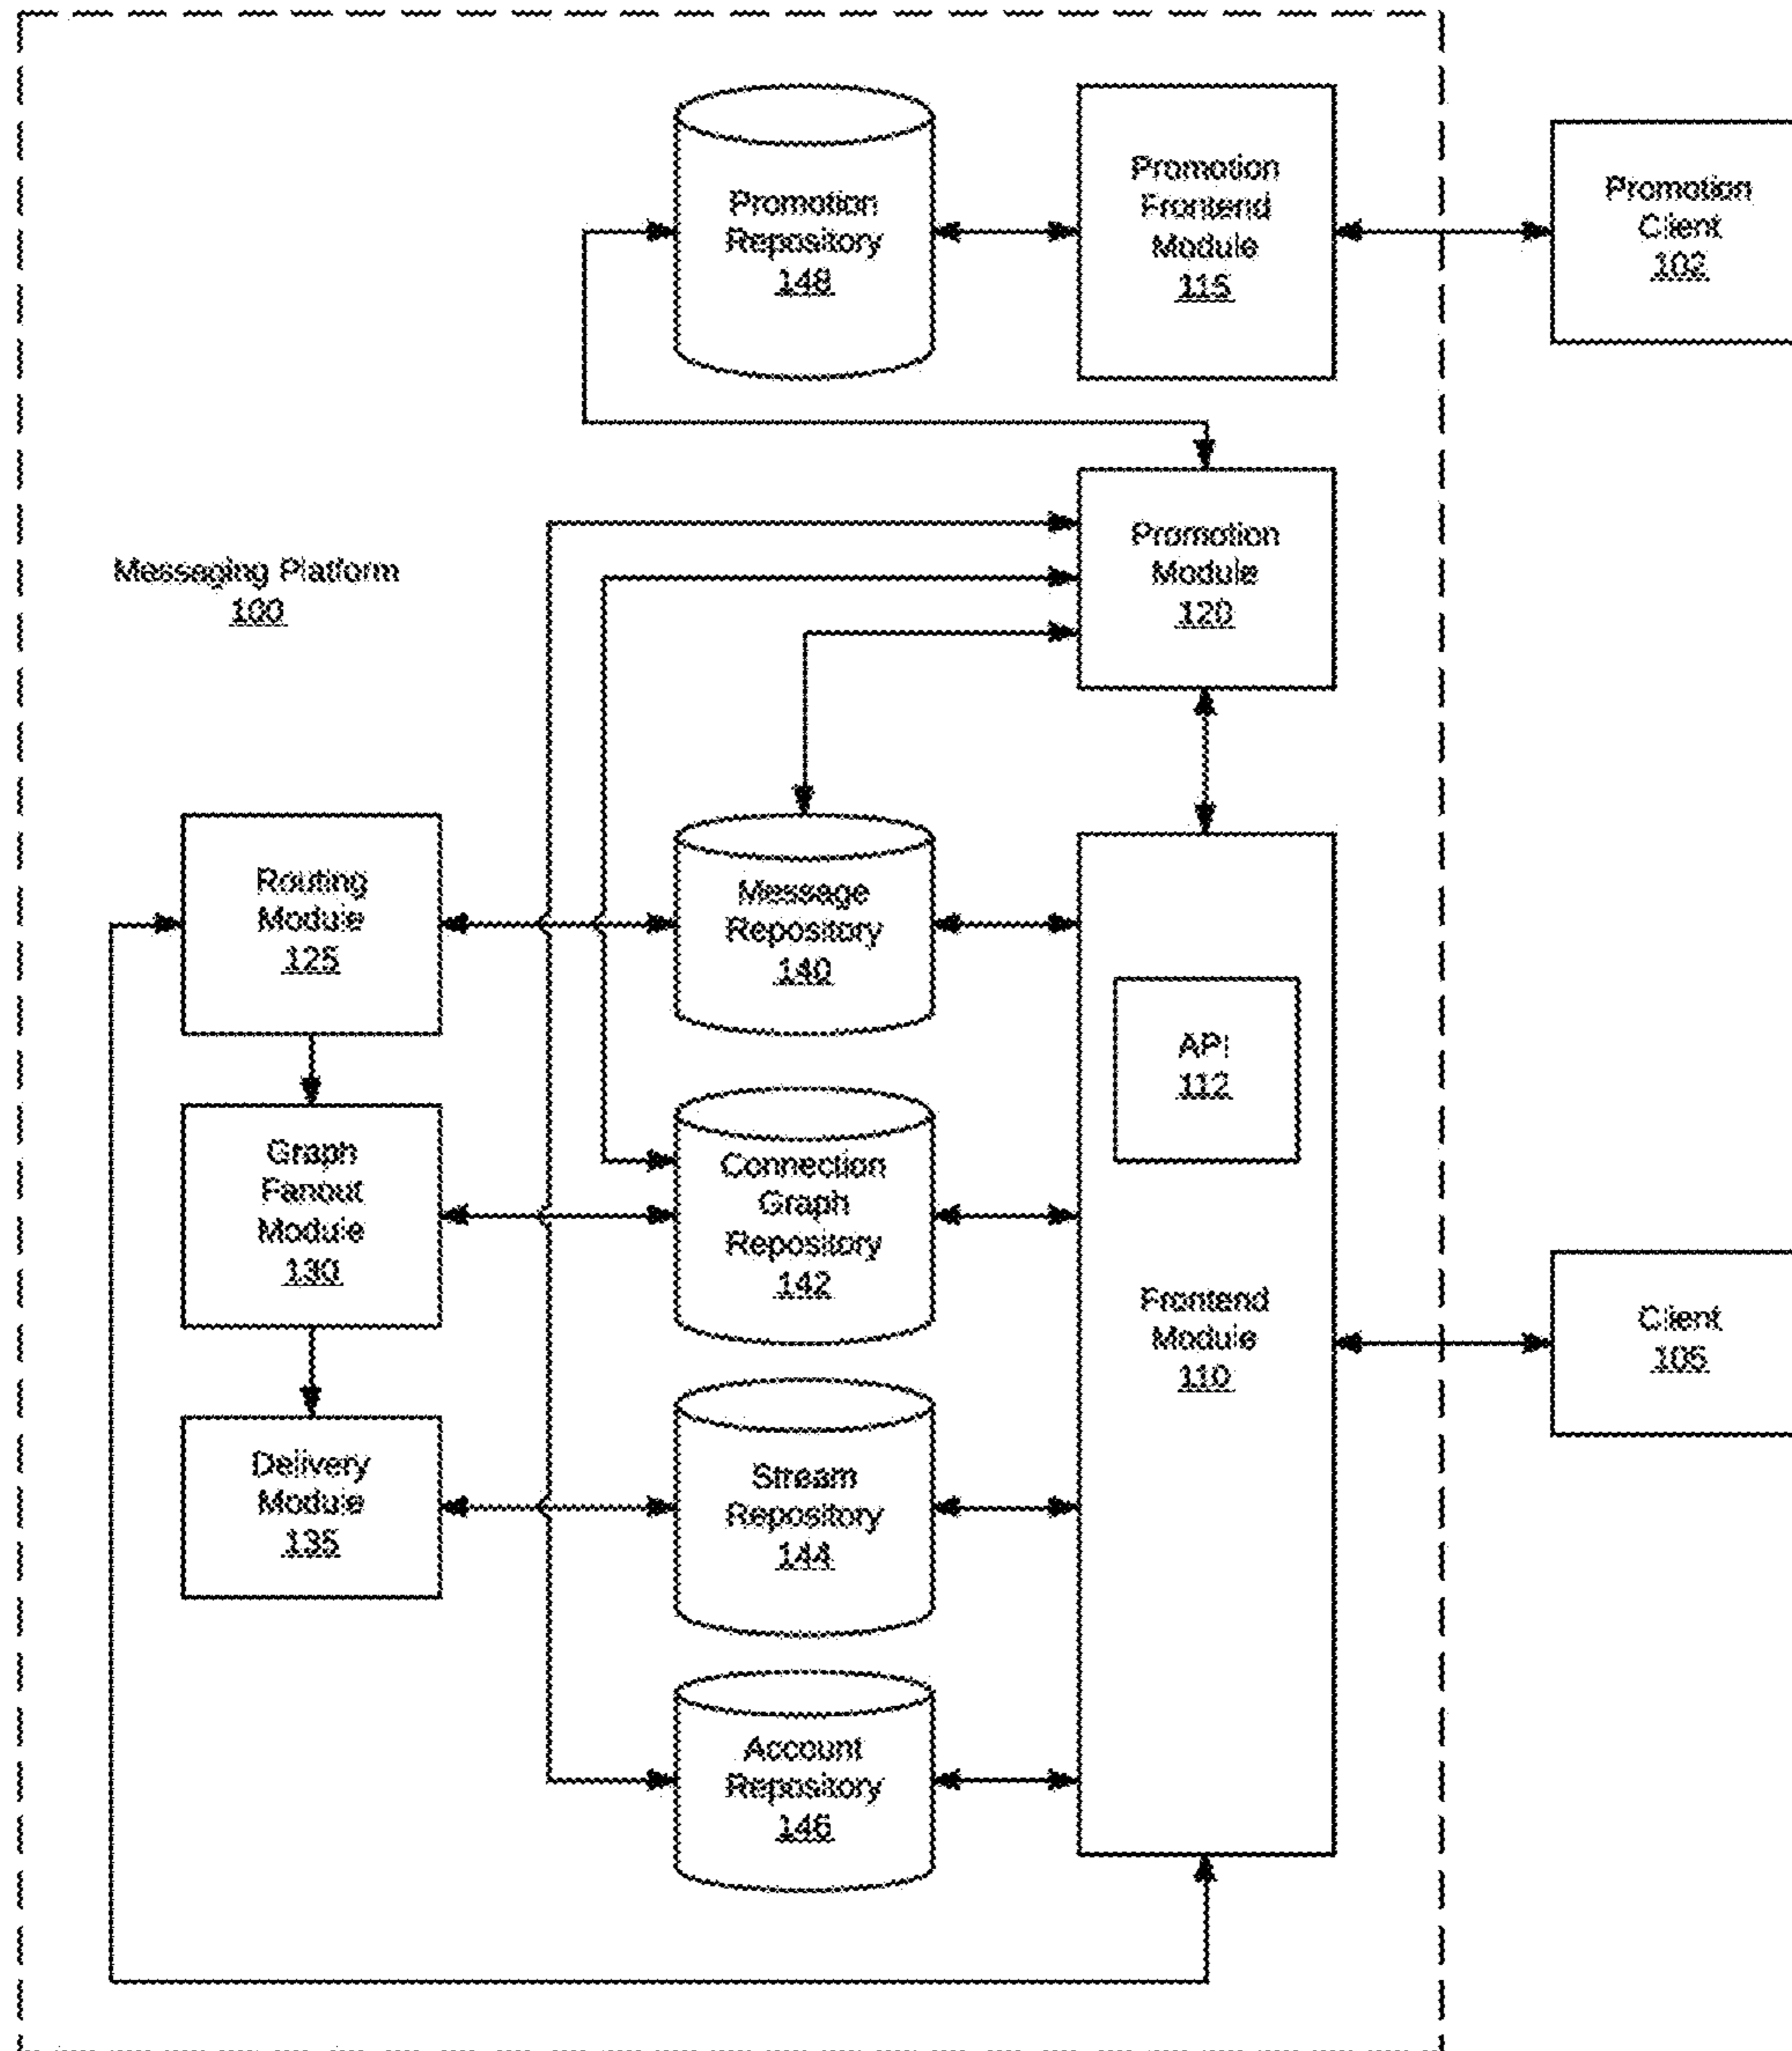 Promotion
Repository
148
Promotion
Frontend
Module
115
Promotion
Client
102
Messaging Platform
100
Promotion
Module
120
Routing
Module
125
Message
Repository
140
API
112
Graph
Fanout
Module
130
Connection
Graph
Repository
142
Frontend
Module
110
Client
105
Delivery
Module
135
Stream
Repository
144
Account
Repository
146